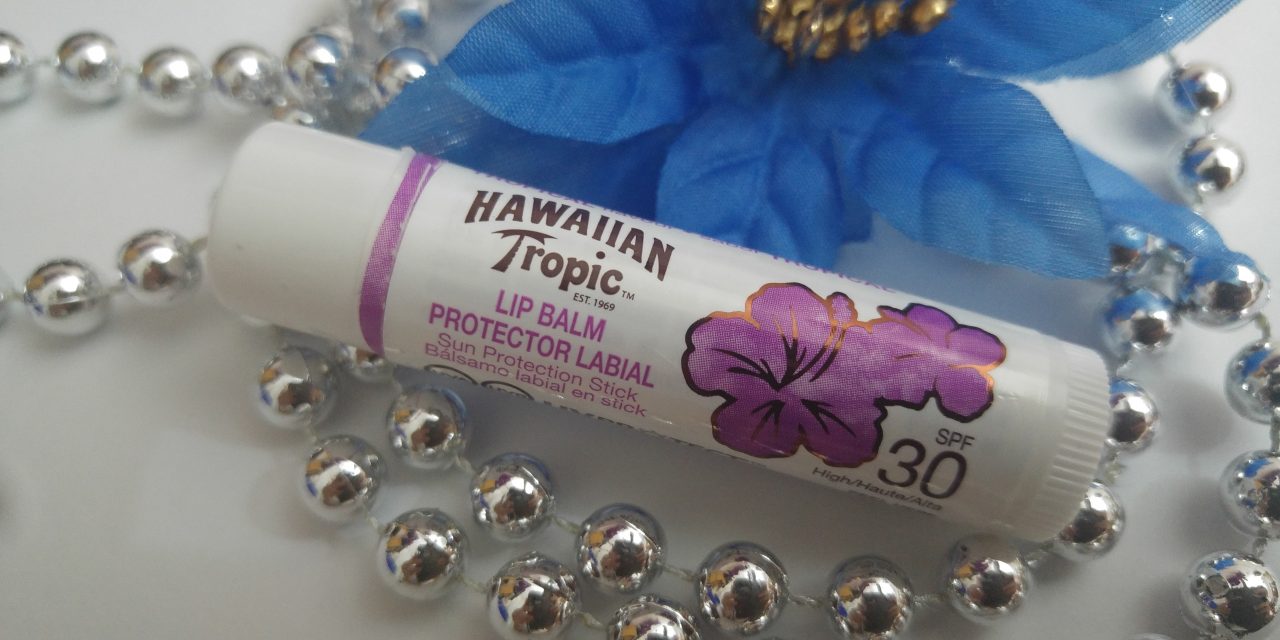 HAWAIIAN
Tropic™
EST. 1969
LIP BALM
PROTECTOR LABIAL
Sun Protection Stick
Bálsamo labial en stick
SPF
30
High/Haute/Alta